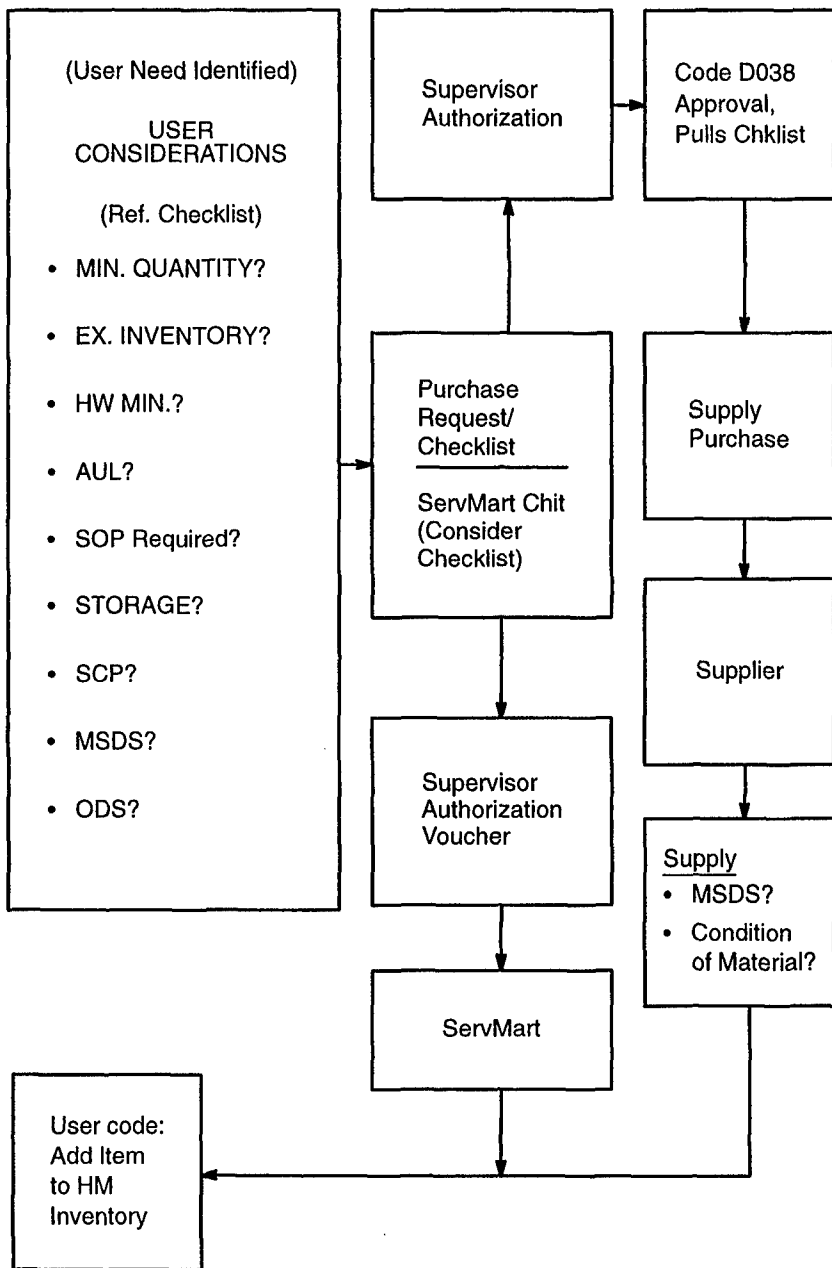 (User Need Identified)
USER
CONSIDERATIONS
(Ref. Checklist)
• MIN. QUANTITY?
• EX. INVENTORY?
• HW MIN.?
• AUL?
• SOP Required?
• STORAGE?
• SCP?
• MSDS?
• ODS?
Supervisor
Authorization
Code D038
Approval,
Pulls Chklist
Purchase
Request/
Checklist
ServMart Chit
(Consider
Checklist)
Supply
Purchase
Supplier
Supervisor
Authorization
Voucher
Supply
• MSDS?
• Condition
of Material?
ServMart
User code:
Add Item
to HM
Inventory